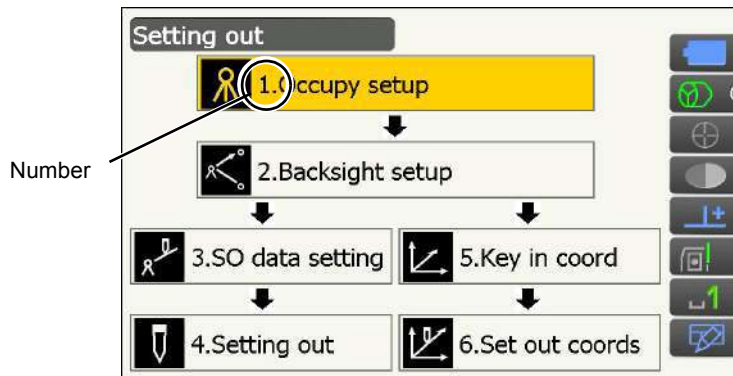 Setting out
1.Occupy setup
Number
2.Backsight setup
3.SO data setting
5.Key in coord
4.Setting out
6.Set out coords
1